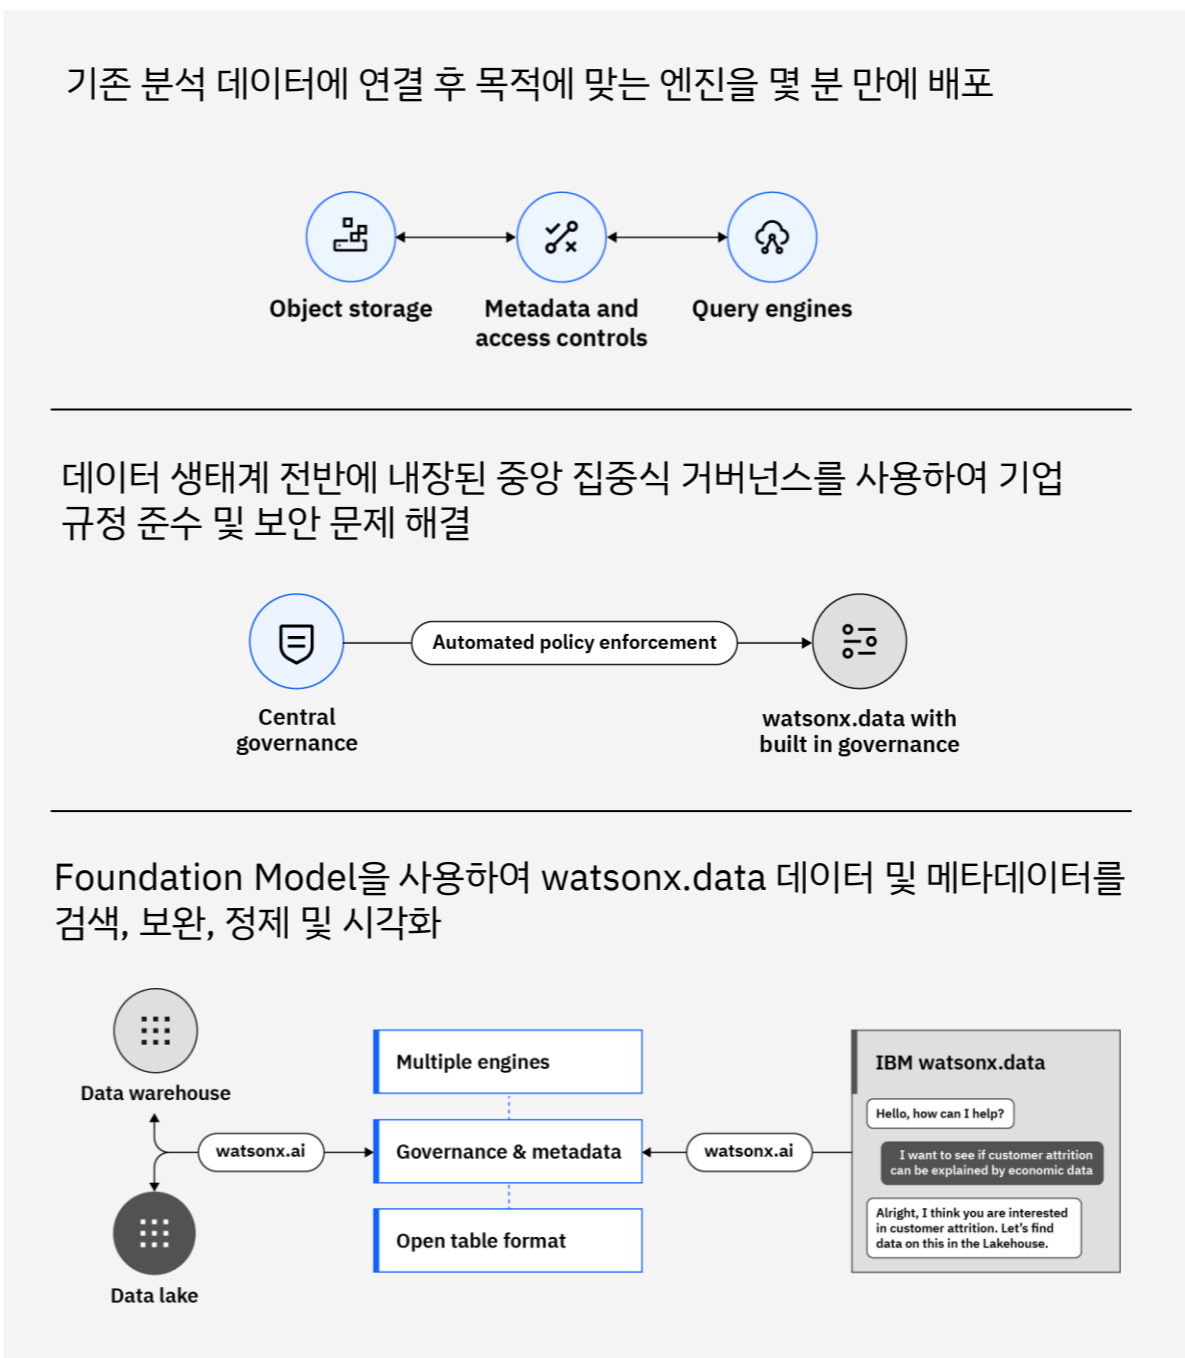 기존 분석 데이터에 연결 후 목적에 맞는 엔진을 몇 분 만에 배포
Object storage
Metadata and
access controls
Query engines
데이터 생태계 전반에 내장된 중앙 집중식 거버넌스를 사용하여 기업
규정 준수 및 보안 문제 해결
Automated policy enforcement
Central
governance
watsonx.data with
built in governance
Foundation Model을 사용하여 watsonx.data 데이터 및 메타데이터를
검색, 보완, 정제 및 시각화
Data warehouse
watsonx.ai
Data lake
Multiple engines
Governance & metadata
Open table format
watsonx.ai
IBM watsonx.data
Hello, how can I help?
I want to see if customer attrition
can be explained by economic data
Alright, I think you are interested
in customer attrition. Let's find
data on this in the Lakehouse.